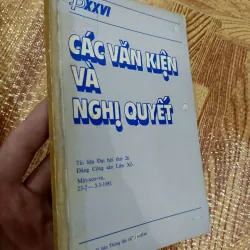 XXVI
CÁC VĂN KIỆN
VÀ
NGHỊ QUYẾT
Tài liệu Đại hội thứ 26
Đảng Cộng sản Liên Xô.
Mát-xcơ-va,
23-2 — 3-3-1981